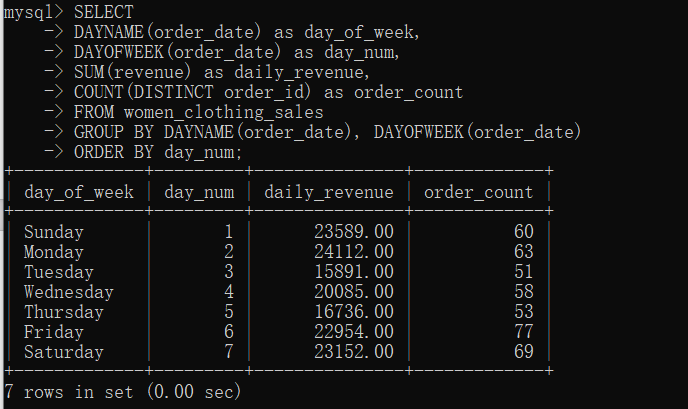 mysql> SELECT
    -> DAYNAME(order_date) as day_of_week,
    -> DAYOFWEEK(order_date) as day_num,
    -> SUM(revenue) as daily_revenue,
    -> COUNT(DISTINCT order_id) as order_count
    -> FROM women_clothing_sales
    -> GROUP BY DAYNAME(order_date), DAYOFWEEK(order_date)
    -> ORDER BY day_num;
+-------------+---------+---------------+-------------+
| day_of_week | day_num | daily_revenue | order_count |
+-------------+---------+---------------+-------------+
| Sunday      |       1 |      23589.00 |          60 |
| Monday      |       2 |      24112.00 |          63 |
| Tuesday     |       3 |      15891.00 |          51 |
| Wednesday   |       4 |      20085.00 |          58 |
| Thursday    |       5 |      16736.00 |          53 |
| Friday      |       6 |      22954.00 |          77 |
| Saturday    |       7 |      23152.00 |          69 |
+-------------+---------+---------------+-------------+
7 rows in set (0.00 sec)